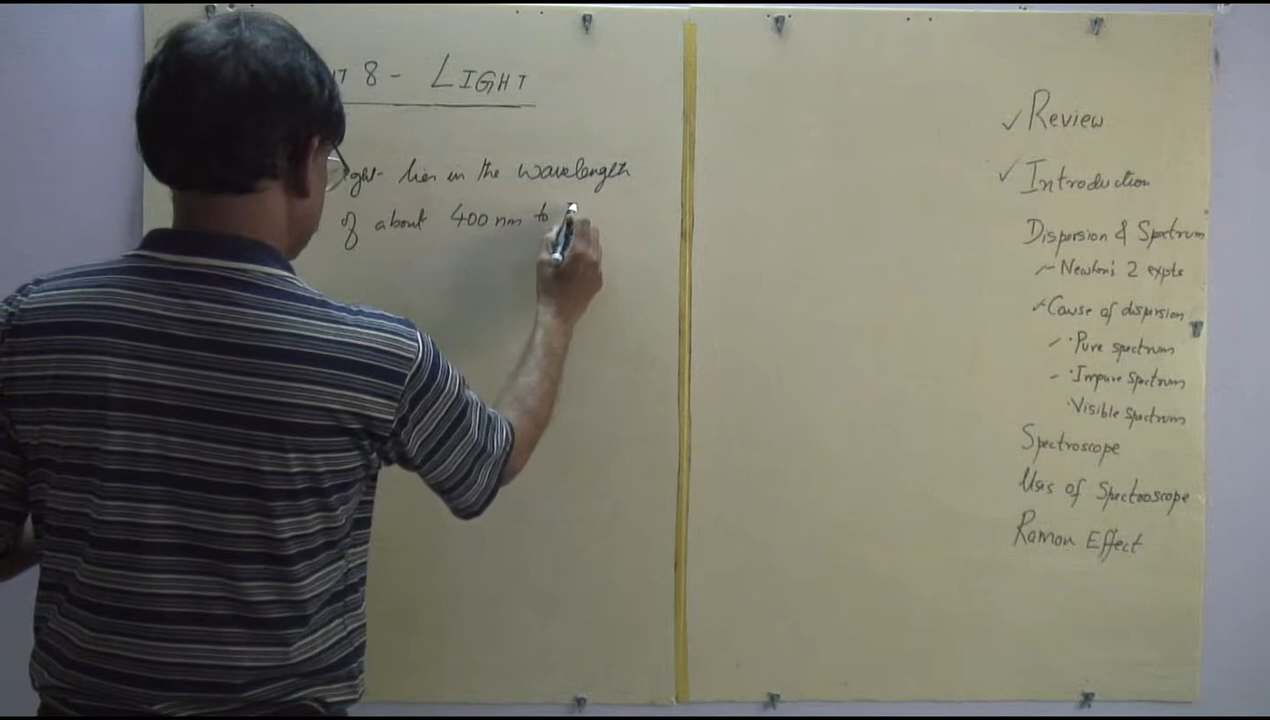 8 - LIGHT
light lies in the wavelength
of about 400 nm to
✓ Review
✓ Introduction
Dispersion & Spectrum
- Newton's 2 expts
✓ Cause of dispersion
- · Pure spectrum
- · Impure spectrum
· Visible spectrum
Spectroscope
Uses of Spectroscope
Raman Effect